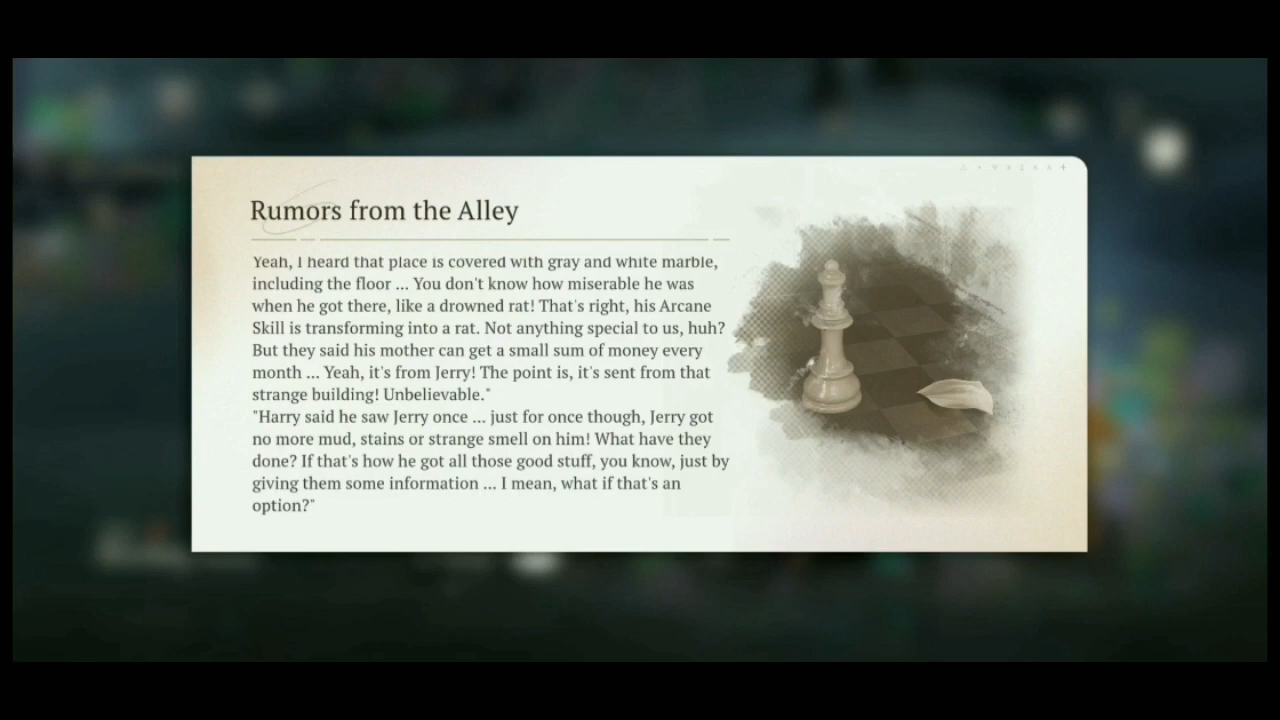 Rumors from the Alley
Yeah, I heard that place is covered with gray and white marble,
including the floor ... You don't know how miserable he was
when he got there, like a drowned rat! That's right, his Arcane
Skill is transforming into a rat. Not anything special to us, huh?
But they said his mother can get a small sum of money every
month ... Yeah, it's from Jerry! The point is, it's sent from that
strange building! Unbelievable."
"Harry said he saw Jerry once ... just for once though, Jerry got
no more mud, stains or strange smell on him! What have they
done? If that's how he got all those good stuff, you know, just by
giving them some information ... I mean, what if that's an
option?"